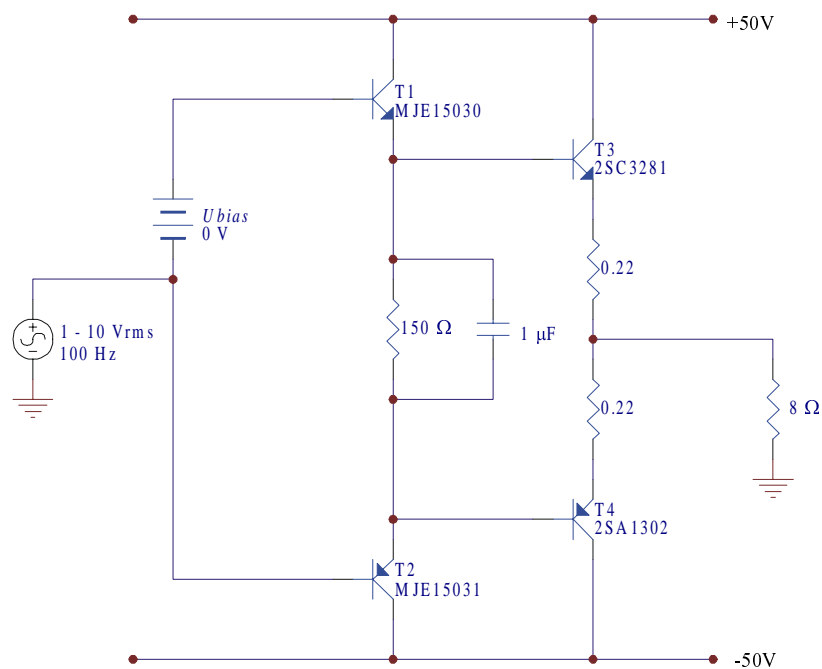 +50V
T1
MJE15030
T3
2SC3281
Ubias
0 V
0.22
1 - 10 Vrms
100 Hz
150 Ω
1 µF
0.22
8 Ω
T4
2SA1302
T2
MJE15031
-50V